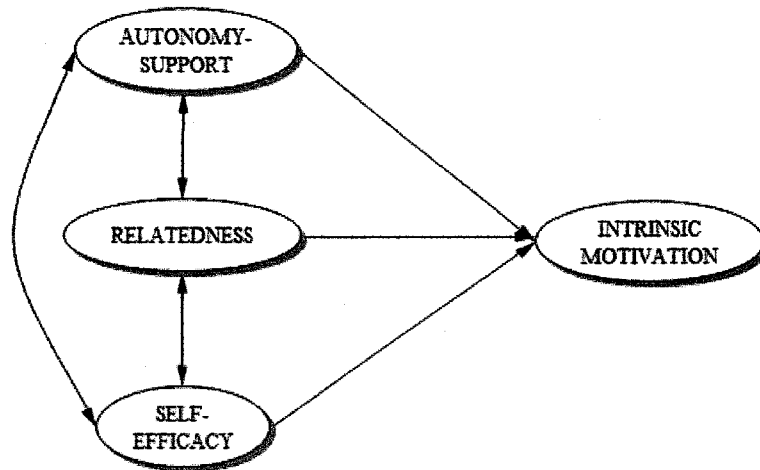 AUTONOMY-
SUPPORT
RELATEDNESS
INTRINSIC
MOTIVATION
SELF-
EFFICACY